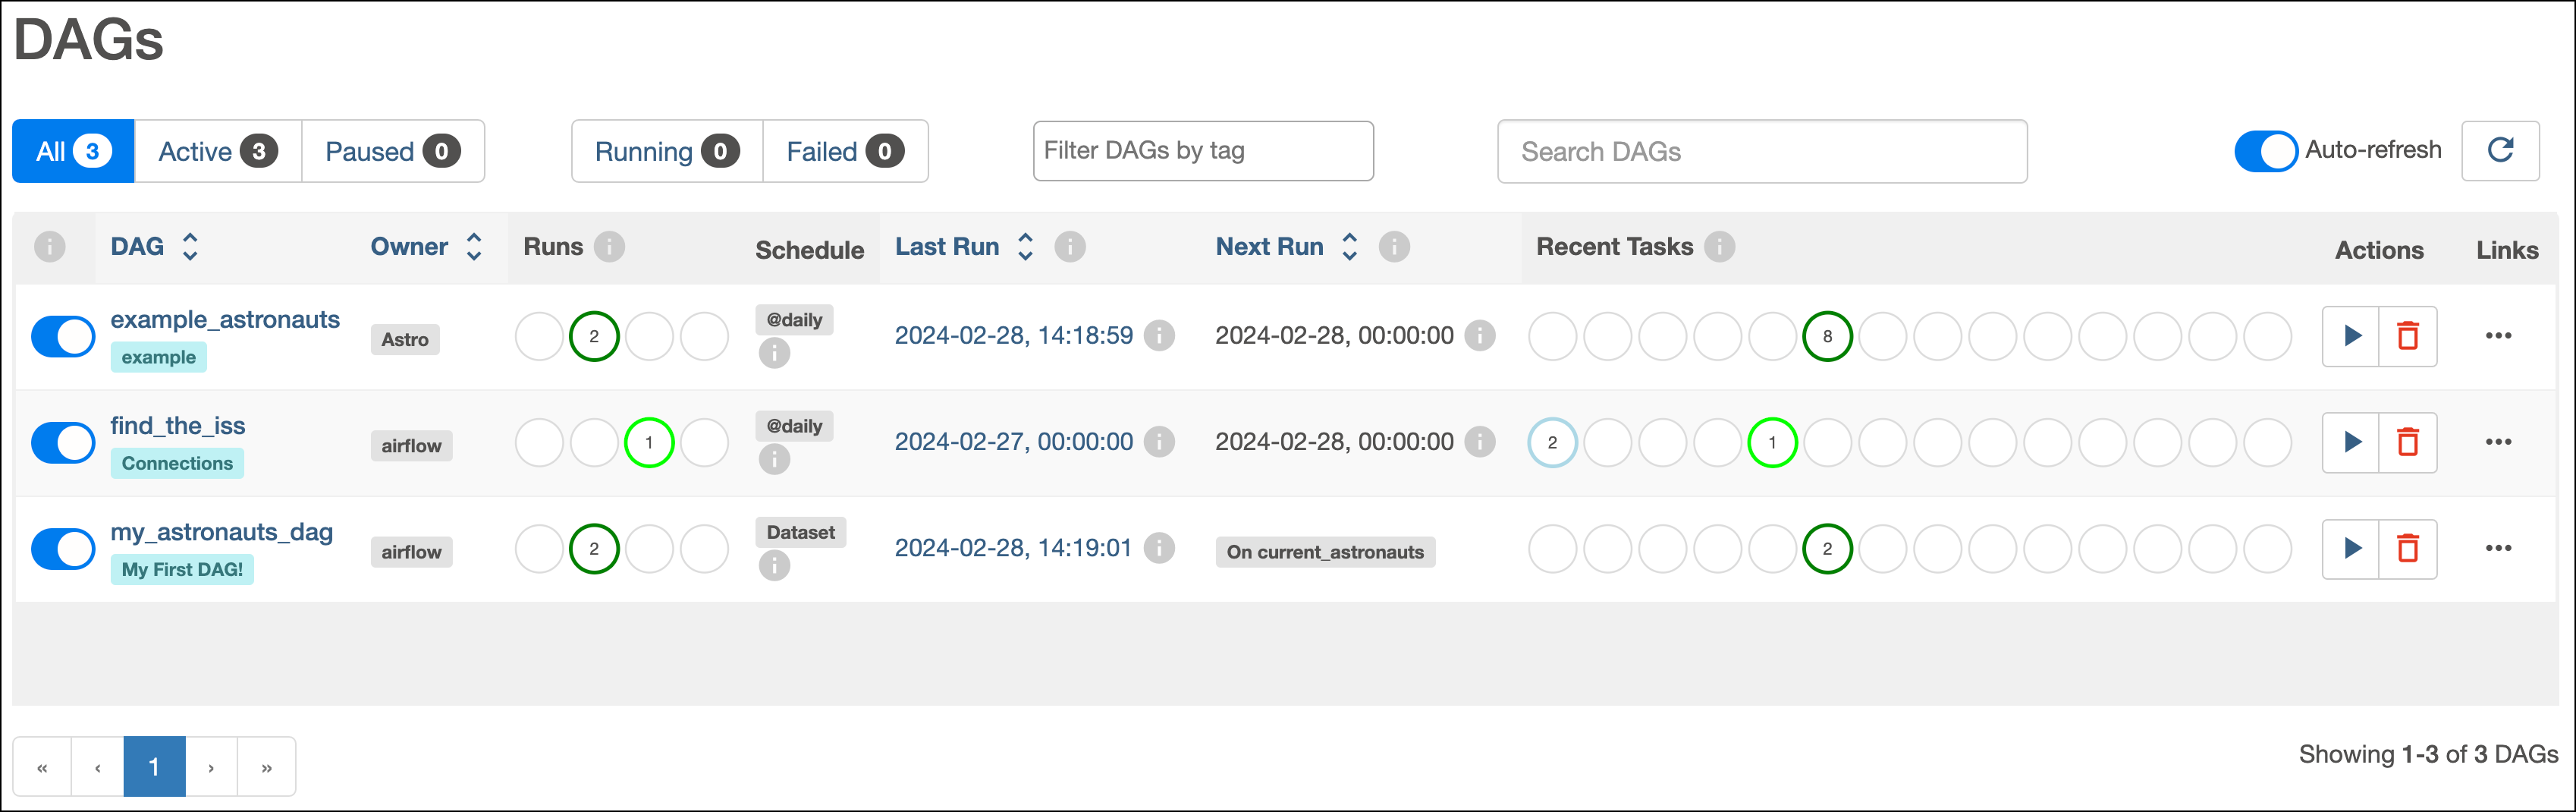 DAGs
All 3 Active 3 Paused 0 Running 0 Failed 0 Filter DAGs by tag Search DAGs Auto-refresh
i DAG Owner Runs i Schedule Last Run i Next Run i Recent Tasks i Actions Links
example_astronauts Astro 2 @daily i 2024-02-28, 14:18:59 i 2024-02-28, 00:00:00 i 8 •••
example
find_the_iss airflow 1 @daily i 2024-02-27, 00:00:00 i 2024-02-28, 00:00:00 i 2 1 •••
Connections
my_astronauts_dag airflow 2 Dataset i 2024-02-28, 14:19:01 i On current_astronauts 2 •••
My First DAG!
« ‹ 1 › » Showing 1-3 of 3 DAGs